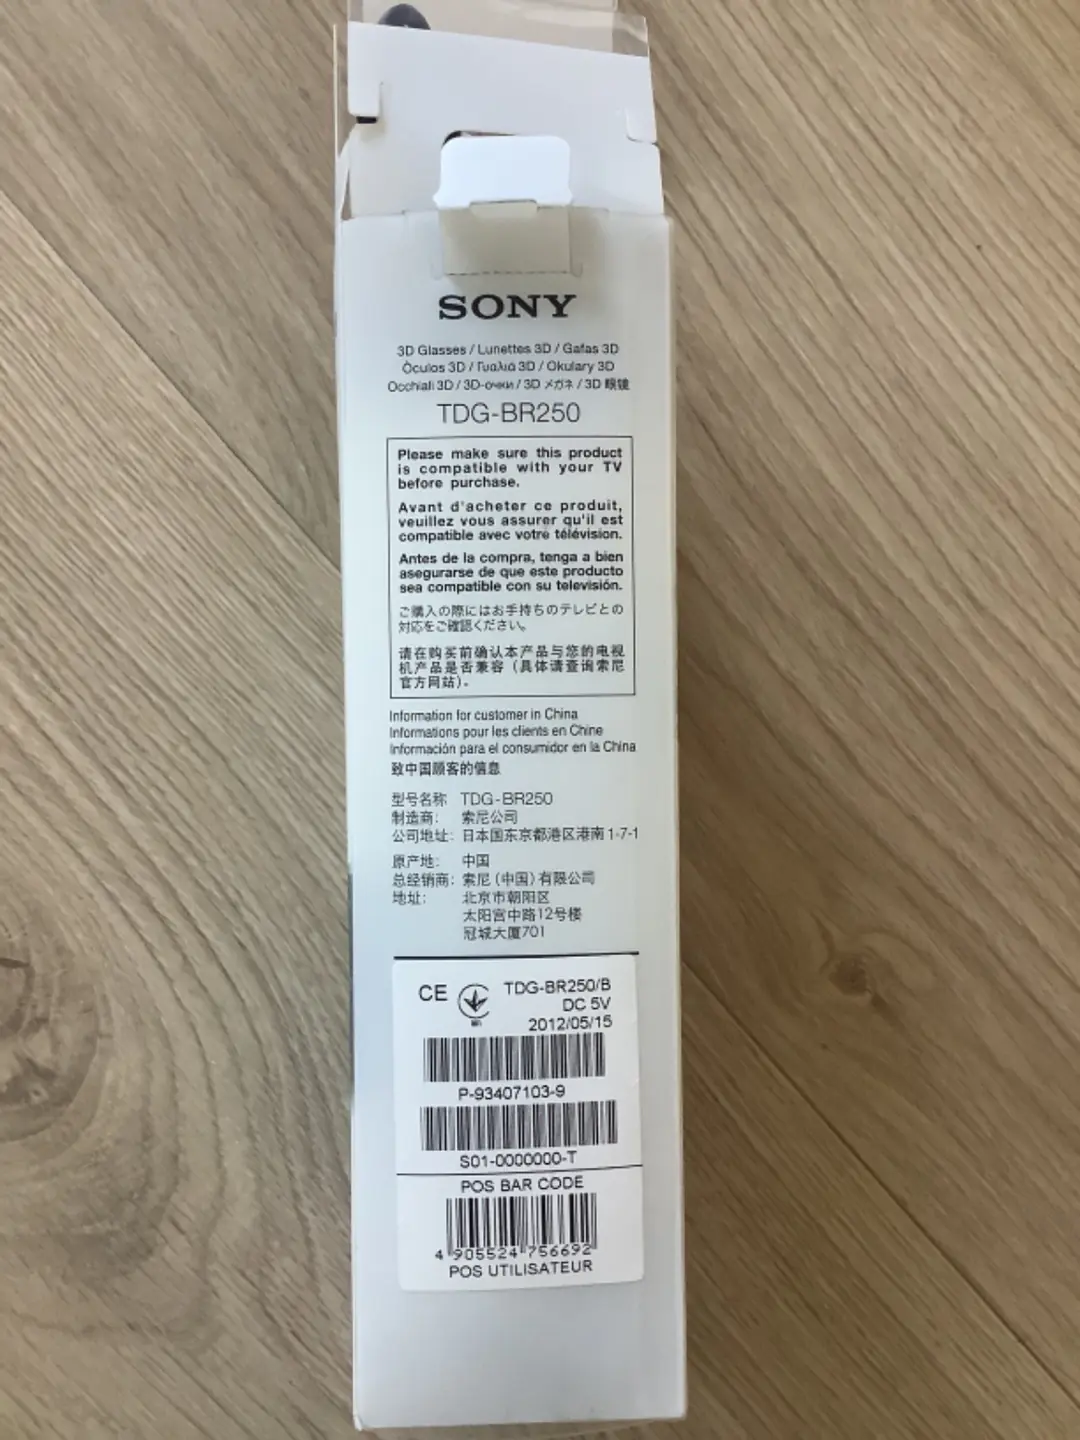 SONY
3D Glasses / Lunettes 3D / Gafas 3D
Óculos 3D / Γυαλιά 3D / Okulary 3D
Occhiali 3D / 3D-очки / 3D メガネ / 3D 眼镜
TDG-BR250
Please make sure this product
is compatible with your TV
before purchase.
Avant d'acheter ce produit,
veuillez vous assurer qu'il est
compatible avec votre télévision.
Antes de la compra, tenga a bien
asegurarse de que este producto
sea compatible con su televisión.
ご購入の際にはお手持ちのテレビとの
対応をご確認ください。
请在购买前确认本产品与您的电视
机产品是否兼容（具体请查询索尼
官方网站）。
Information for customer in China
Informations pour les clients en Chine
Información para el consumidor en la China
致中国顾客的信息
型号名称 TDG-BR250
制造商： 索尼公司
公司地址： 日本国东京都港区港南 1-7-1
原产地： 中国
总经销商： 索尼（中国）有限公司
地址： 北京市朝阳区
太阳宫中路12号楼
冠城大厦701
CE TDG-BR250/B
DC 5V
2012/05/15
P-93407103-9
S01-0000000-T
POS BAR CODE
4 905524 756692
POS UTILISATEUR